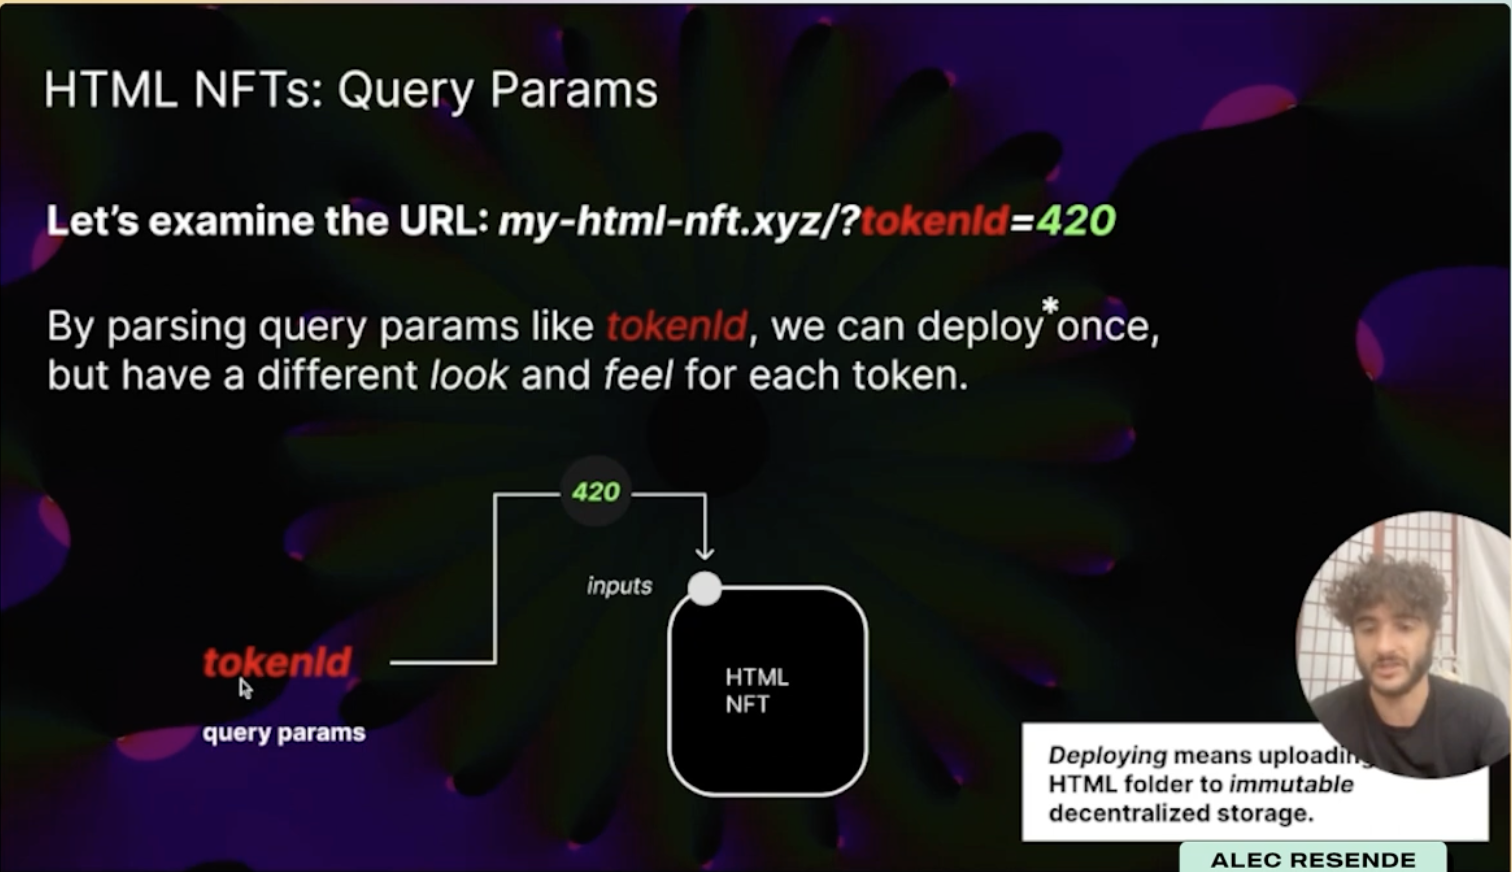 HTML NFTs: Query Params
Let's examine the URL: my-html-nft.xyz/?tokenId=420
By parsing query params like tokenId, we can deploy*once,
but have a different look and feel for each token.
420
inputs
tokenId
query params
HTML
NFT
Deploying means uploading
HTML folder to immutable
decentralized storage.
ALEC RESENDE